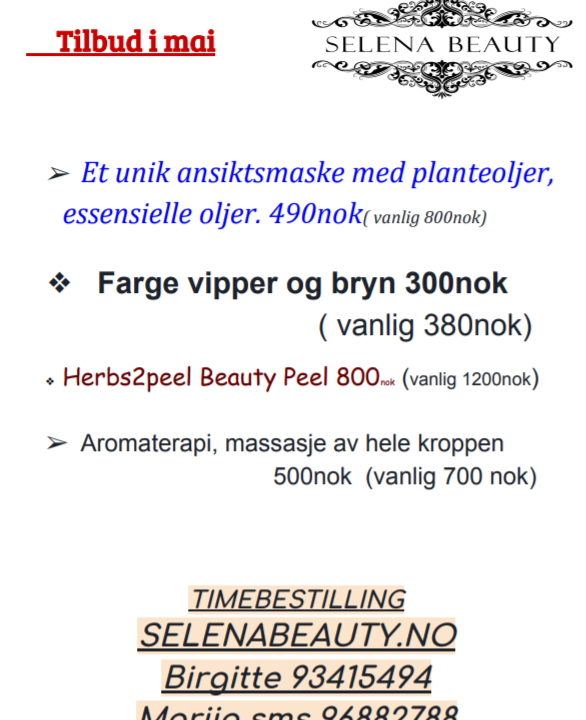 Tilbud i mai
SELENA BEAUTY
➢ Et unik ansiktsmaske med planteoljer,
essensielle oljer. 490nok( vanlig 800nok)
❖ Farge vipper og bryn 300nok
( vanlig 380nok)
❖ Herbs2peel Beauty Peel 800nok (vanlig 1200nok)
➢ Aromaterapi, massasje av hele kroppen
500nok (vanlig 700 nok)
TIMEBESTILLING
SELENABEAUTY.NO
Birgitte 93415494
sms 96882788